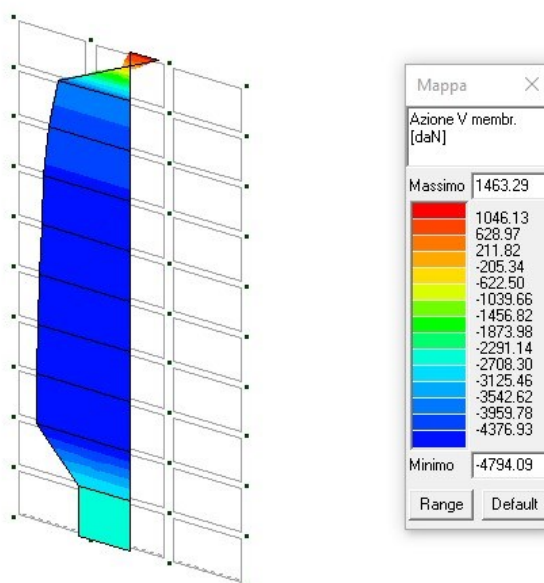 Mappa
Azione V membr.
[daN]
Massimo 1463.29
1046.13
628.97
211.82
-205.34
-622.50
-1039.66
-1456.82
-1873.98
-2291.14
-2708.30
-3125.46
-3542.62
-3959.78
-4376.93
Minimo -4794.09
Range Default